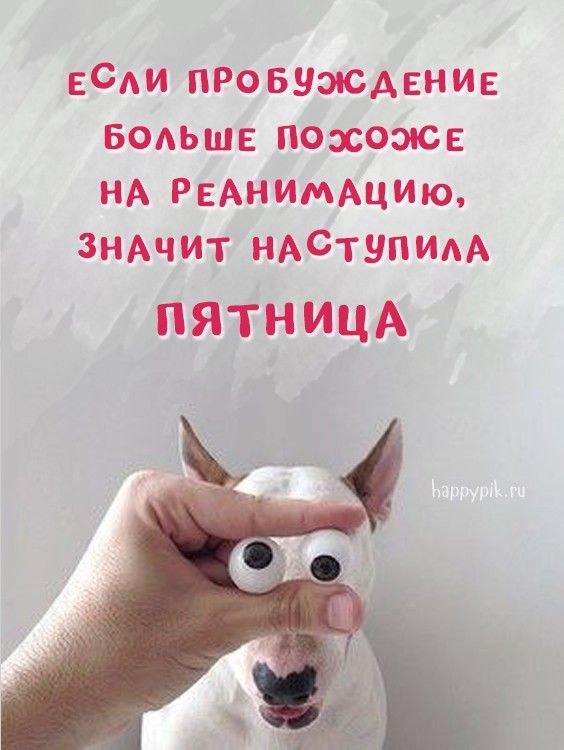 если пробуждение
больше похоже
на реанимацию,
значит наступила
пятница
happypik.ru